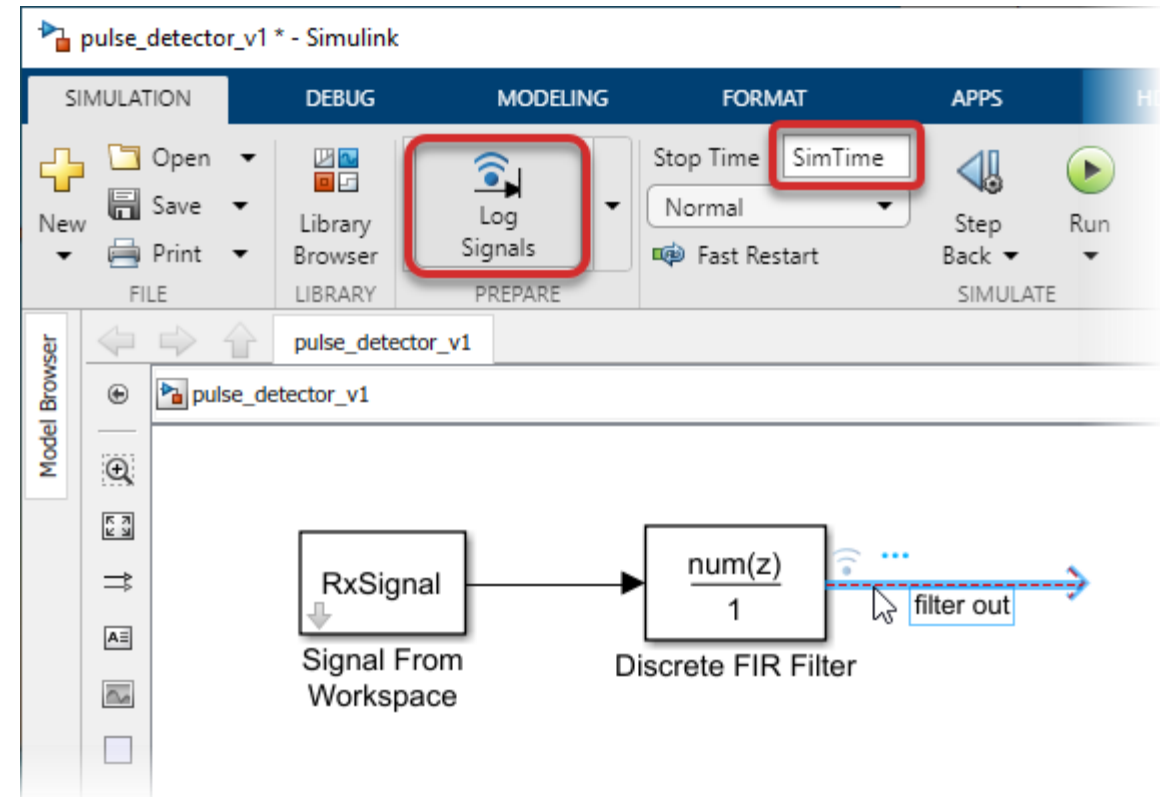 pulse_detector_v1 * - Simulink
SIMULATION DEBUG MODELING FORMAT APPS
New
Open
Save
Print
FILE
Library
Browser
LIBRARY
Log
Signals
PREPARE
Stop Time SimTime
Normal
Fast Restart
Step
Back
Run
SIMULATE
Model Browser
pulse_detector_v1
pulse_detector_v1
RxSignal
Signal From
Workspace
num(z)
1
Discrete FIR Filter
filter out